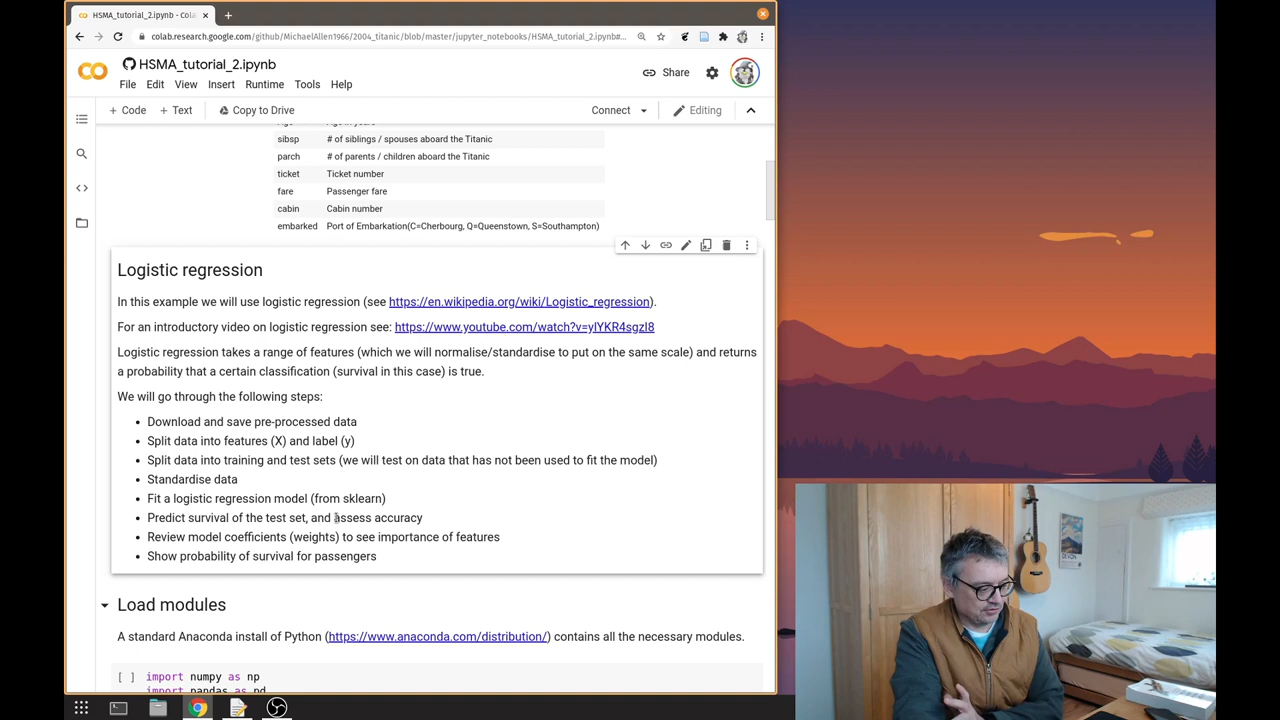 HSMA_tutorial_2.ipynb - Cola
colab.research.google.com/github/MichaelAllen1966/2004_titanic/blob/master/jupyter_notebooks/HSMA_tutorial_2.ipynb#...
HSMA_tutorial_2.ipynb
Share
File Edit View Insert Runtime Tools Help
+ Code + Text Copy to Drive Connect Editing
sibsp # of siblings / spouses aboard the Titanic
parch # of parents / children aboard the Titanic
ticket Ticket number
fare Passenger fare
cabin Cabin number
embarked Port of Embarkation(C=Cherbourg, Q=Queenstown, S=Southampton)
Logistic regression
In this example we will use logistic regression (see https://en.wikipedia.org/wiki/Logistic_regression).
For an introductory video on logistic regression see: https://www.youtube.com/watch?v=yIYKR4sgzI8
Logistic regression takes a range of features (which we will normalise/standardise to put on the same scale) and returns
a probability that a certain classification (survival in this case) is true.
We will go through the following steps:
• Download and save pre-processed data
• Split data into features (X) and label (y)
• Split data into training and test sets (we will test on data that has not been used to fit the model)
• Standardise data
• Fit a logistic regression model (from sklearn)
• Predict survival of the test set, and assess accuracy
• Review model coefficients (weights) to see importance of features
• Show probability of survival for passengers
Load modules
A standard Anaconda install of Python (https://www.anaconda.com/distribution/) contains all the necessary modules.
[ ] import numpy as np
import pandas as pd